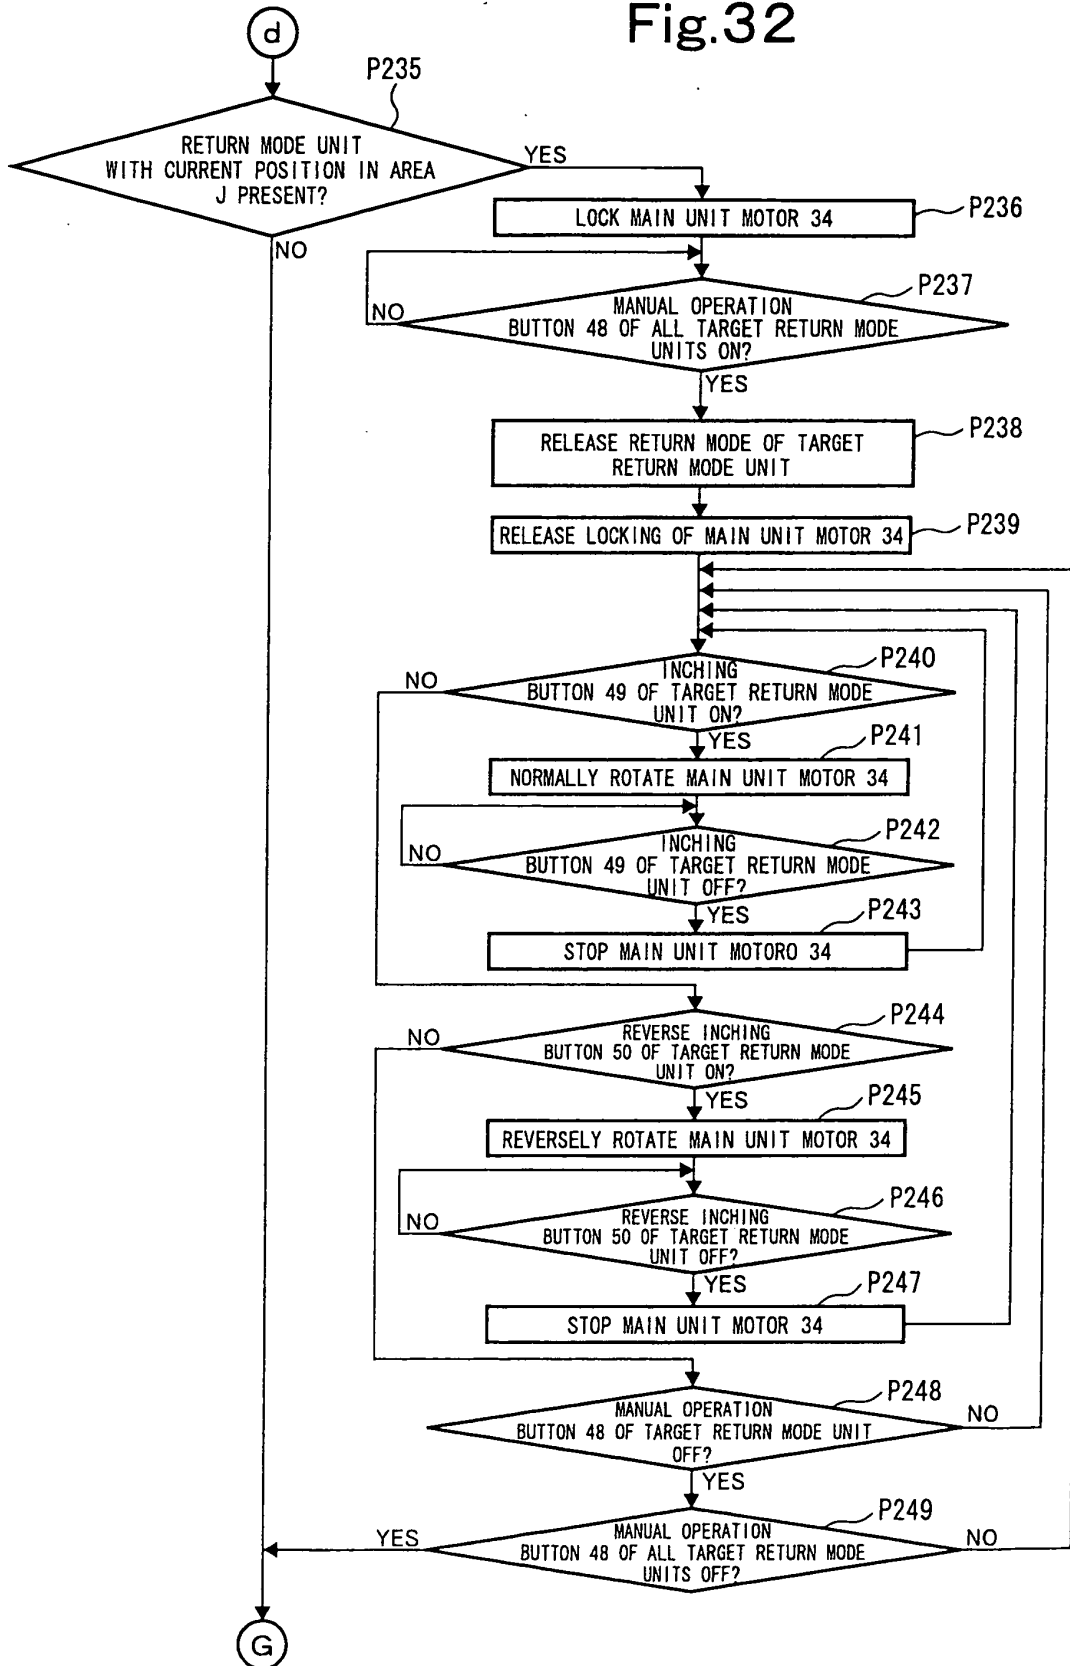 Fig.32
d
P235
RETURN MODE UNIT
WITH CURRENT POSITION IN AREA
J PRESENT?
YES
NO
P236
LOCK MAIN UNIT MOTOR 34
P237
MANUAL OPERATION
BUTTON 48 OF ALL TARGET RETURN MODE
UNITS ON?
NO
YES
P238
RELEASE RETURN MODE OF TARGET
RETURN MODE UNIT
P239
RELEASE LOCKING OF MAIN UNIT MOTOR 34
P240
INCHING
BUTTON 49 OF TARGET RETURN MODE
UNIT ON?
NO
YES
P241
NORMALLY ROTATE MAIN UNIT MOTOR 34
P242
INCHING
BUTTON 49 OF TARGET RETURN MODE
UNIT OFF?
NO
YES
P243
STOP MAIN UNIT MOTORO 34
P244
REVERSE INCHING
BUTTON 50 OF TARGET RETURN MODE
UNIT ON?
NO
YES
P245
REVERSELY ROTATE MAIN UNIT MOTOR 34
P246
REVERSE INCHING
BUTTON 50 OF TARGET RETURN MODE
UNIT OFF?
NO
YES
P247
STOP MAIN UNIT MOTOR 34
P248
MANUAL OPERATION
BUTTON 48 OF TARGET RETURN MODE UNIT
OFF?
NO
YES
P249
MANUAL OPERATION
BUTTON 48 OF ALL TARGET RETURN MODE
UNITS OFF?
YES
NO
G